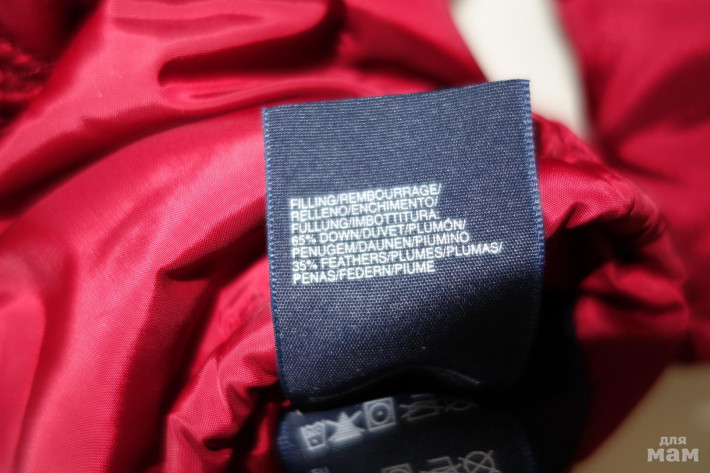 FILLING/REMBOURRAGE/
RELLENO/ENCHIMENTO/
FÜLLUNG/IMBOTTITURA
65% DOWN/DUVET/PLUMÓN/
PENUGEM/DAUNEN/PIUMINO
35% FEATHERS/PLUMES/PLUMAS/
PENAS/FEDERN/PIUME
для
мам